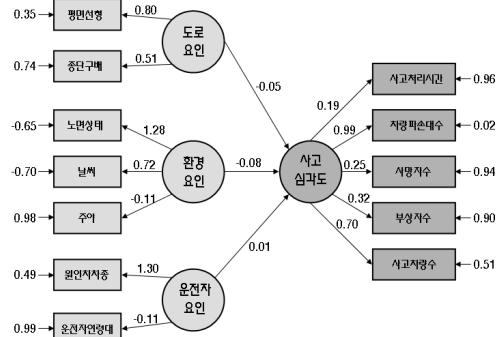 0.35
평면선형
0.80
도로
요인
0.74
종단구배
0.51
-0.05
사고처리시간
0.96
0.19
-0.65
노면상태
1.28
0.99
차량파손대수
0.02
-0.70
날씨
0.72
환경
요인
-0.08
사고
심각도
0.25
사망자수
0.94
-0.11
0.98
주야
0.32
부상자수
0.90
0.01
0.70
0.49
원인차차종
1.30
사고차량수
0.51
운전자
요인
0.99
운전자연령대
-0.11